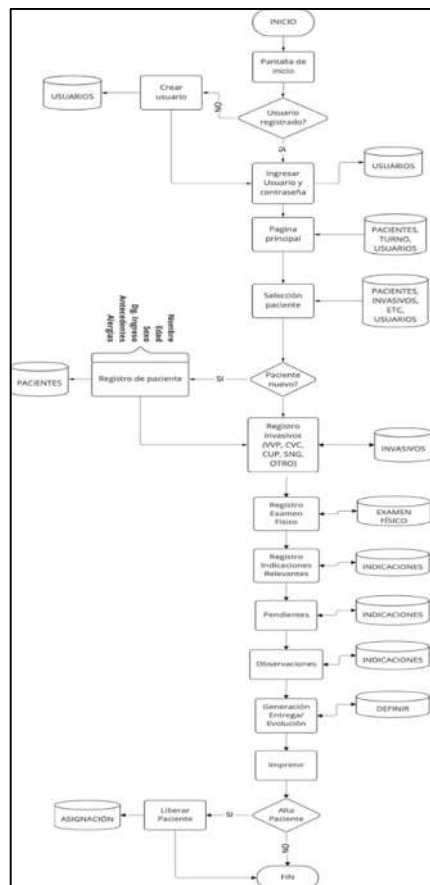 INICIO
Pantalla de
inicio
Crear
usuario
USUARIOS
NO
Usuario
registrado?
SI
Ingresar
Usuario y
contraseña
USUARIOS
Pagina
principal
PACIENTES,
TURNO,
USUARIOS
Selección
paciente
PACIENTES,
INVASIVOS,
ETC,
USUARIOS
Nombre
Edad
Sexo
Dg. Ingreso
Antecedentes
Alergias
PACIENTES
Registro de paciente
SI
Paciente
nuevo?
Registro
Invasivos
(VVP, CVC,
CUP, SNG,
OTRO)
INVASIVOS
Registro
Examen
Físico
EXAMEN
FÍSICO
Registro
Indicaciones
Relevantes
INDICACIONES
Pendientes
INDICACIONES
Observaciones
INDICACIONES
Generación
Entrega/
Evolución
DEFINIR
Imprimir
ASIGNACIÓN
Liberar
Paciente
SI
Alta
Paciente
NO
FIN